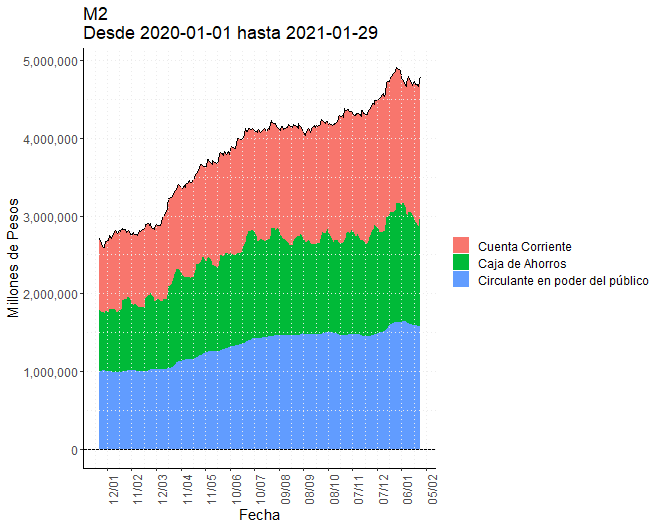 M2
Desde 2020-01-01 hasta 2021-01-29
Millones de Pesos
5,000,000
4,000,000
3,000,000
2,000,000
1,000,000
0
Cuenta Corriente
Caja de Ahorros
Circulante en poder del público
12/01
11/02
12/03
11/04
11/05
10/06
10/07
09/08
08/09
08/10
07/11
07/12
06/01
05/02
Fecha